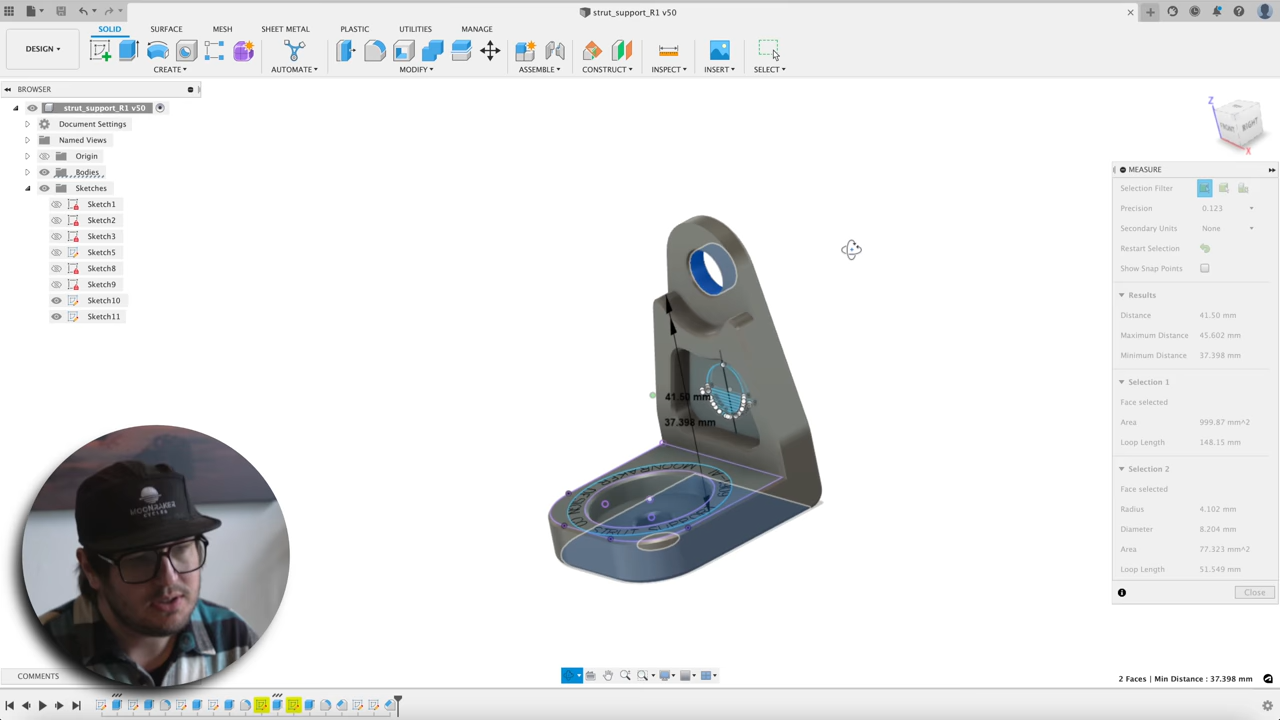 strut_support_R1 v50
DESIGN
SOLID SURFACE MESH SHEET METAL PLASTIC UTILITIES MANAGE
CREATE AUTOMATE MODIFY ASSEMBLE CONSTRUCT INSPECT INSERT SELECT
BROWSER
strut_support_R1 v50
Document Settings
Named Views
Origin
Bodies
Sketches
Sketch1
Sketch2
Sketch3
Sketch5
Sketch8
Sketch9
Sketch10
Sketch11
Z
FRONT RIGHT
X
MEASURE
Selection Filter
Precision 0.123
Secondary Units None
Restart Selection
Show Snap Points
Results
Distance 41.50 mm
Maximum Distance 45.602 mm
Minimum Distance 37.398 mm
Selection 1
Face selected
Area 999.87 mm^2
Loop Length 148.15 mm
Selection 2
Face selected
Radius 4.102 mm
Diameter 8.204 mm
Area 77.323 mm^2
Loop Length 51.549 mm
Close
41.50 mm
37.398 mm
MOONRAKER
MOONRAKER
COMMENTS
2 Faces | Min Distance : 37.398 mm